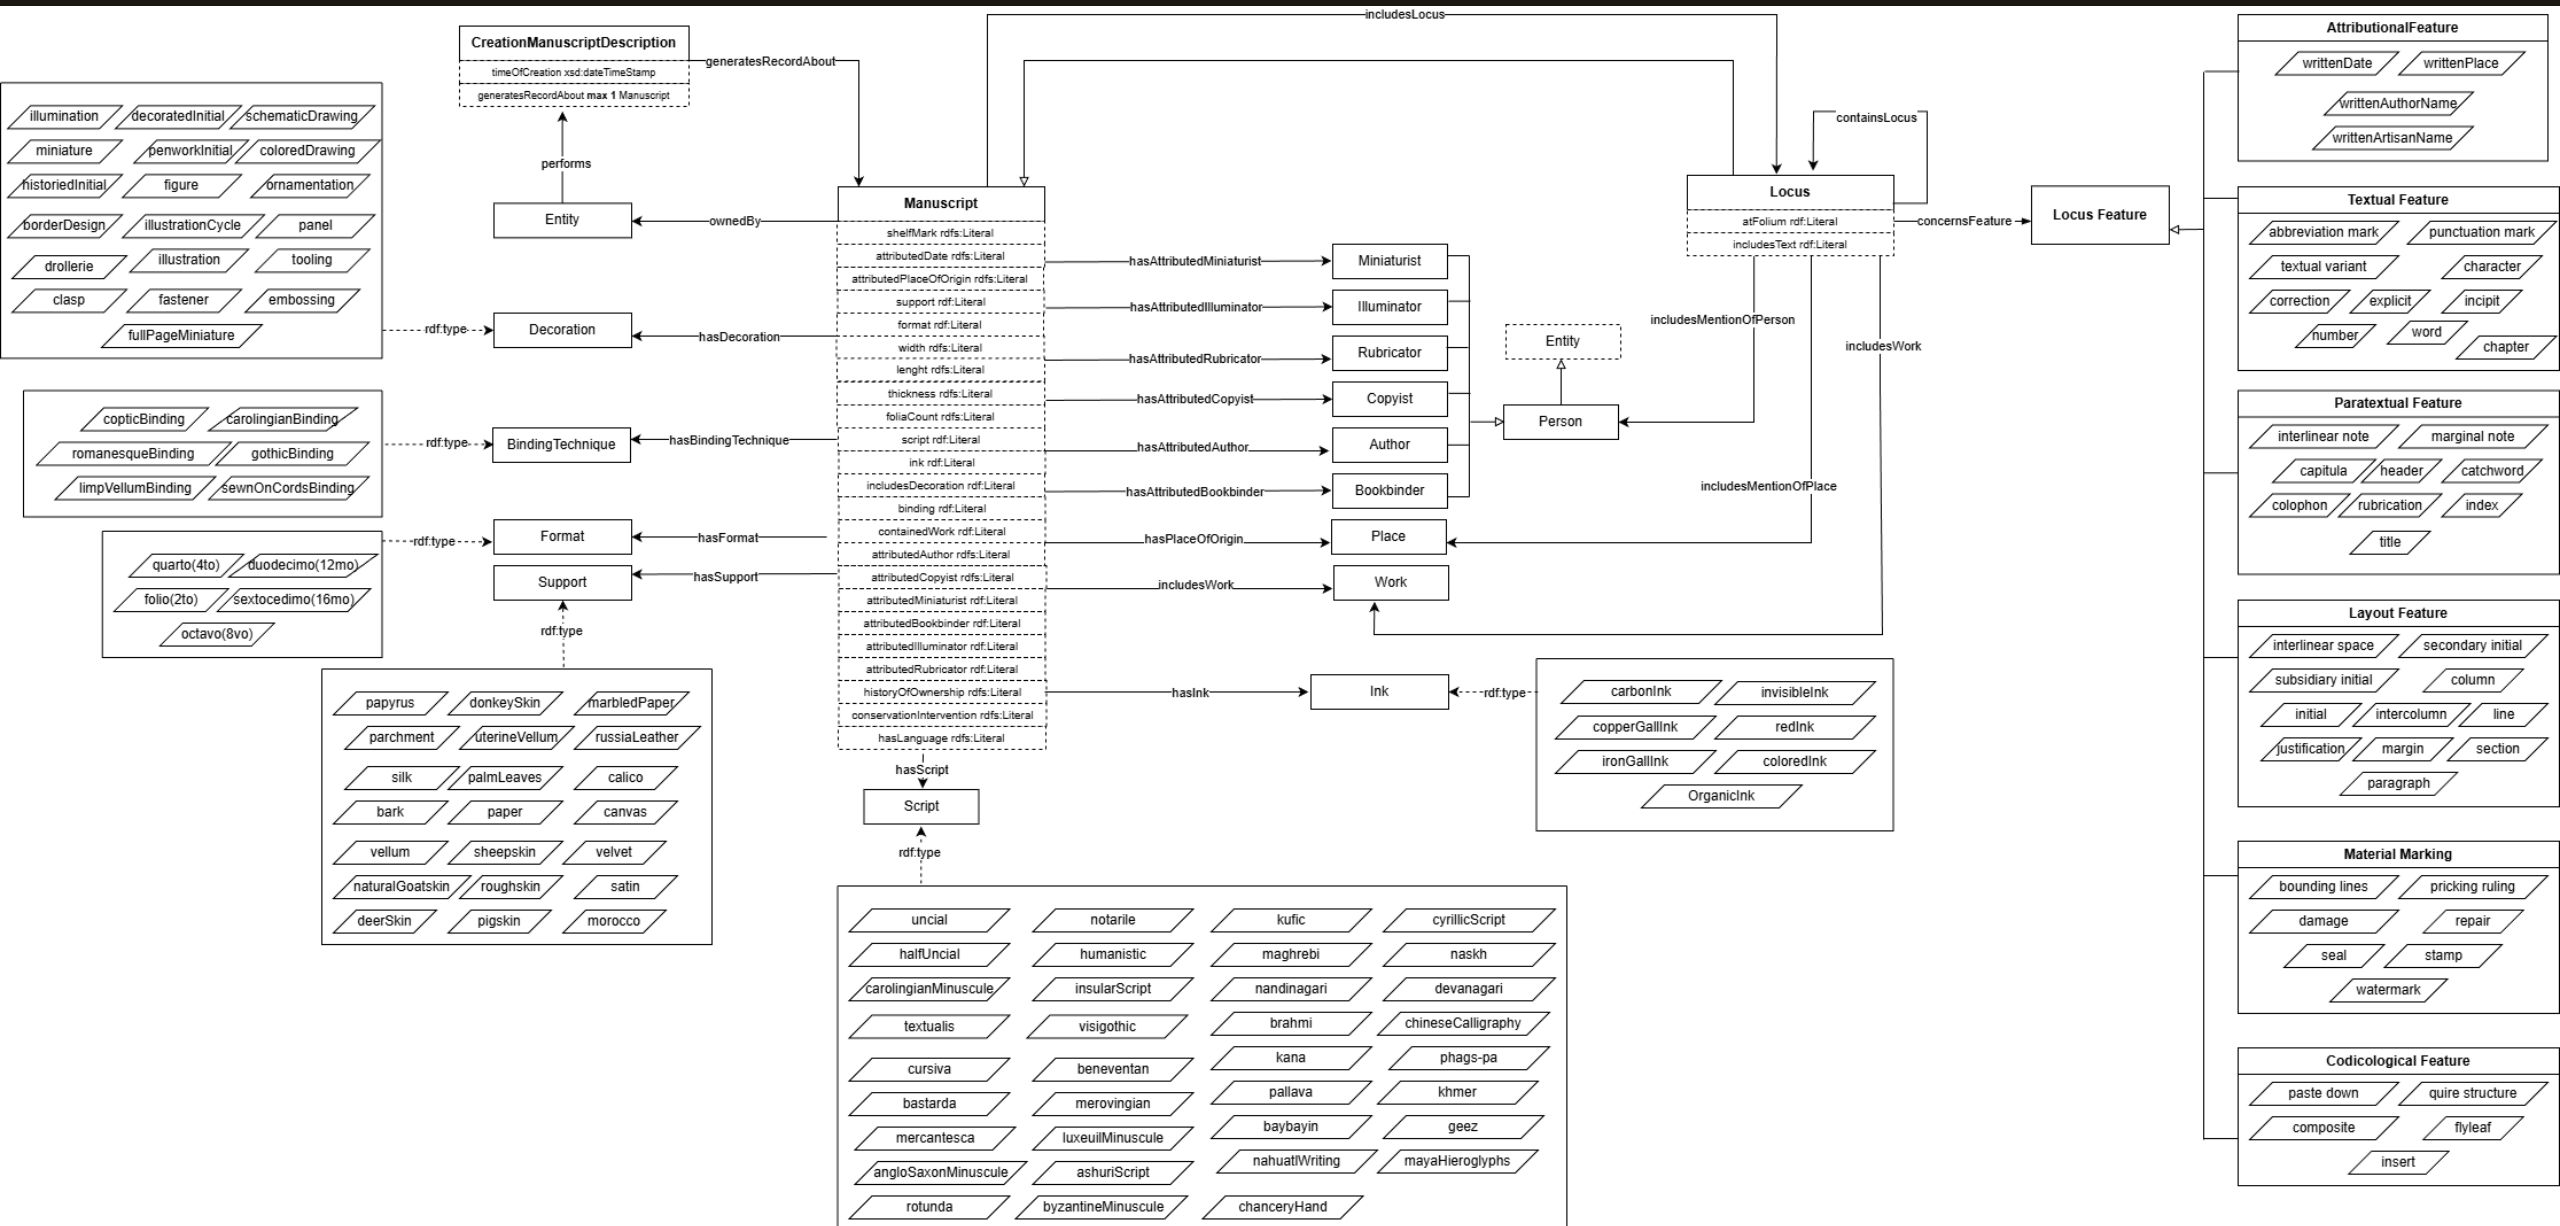 includesLocus
CreationManuscriptDescription
timeOfCreation xsd:dateTimeStamp
generatesRecordAbout max 1 Manuscript
generatesRecordAbout
performs
Entity
ownedBy
illumination decoratedInitial schematicDrawing
miniature penworkInitial coloredDrawing
historiedInitial figure ornamentation
borderDesign illustrationCycle panel
drollerie illustration tooling
clasp fastener embossing
fullPageMiniature
rdf:type
Decoration
hasDecoration
copticBinding carolingianBinding
romanesqueBinding gothicBinding
limpVellumBinding sewnOnCordsBinding
rdf:type
BindingTechnique
hasBindingTechnique
quarto(4to) duodecimo(12mo)
folio(2to) sextocedimo(16mo)
octavo(8vo)
rdf:type
Format
hasFormat
Support
hasSupport
rdf:type
papyrus donkeySkin marbledPaper
parchment uterineVellum russiaLeather
silk palmLeaves calico
bark paper canvas
vellum sheepskin velvet
naturalGoatskin roughskin satin
deerSkin pigskin morocco
Manuscript
shelfMark rdfs:Literal
attributedDate rdfs:Literal
attributedPlaceOfOrigin rdfs:Literal
support rdf:Literal
format rdf:Literal
width rdfs:Literal
lenght rdfs:Literal
thickness rdfs:Literal
foliaCount rdfs:Literal
script rdf:Literal
ink rdf:Literal
includesDecoration rdf:Literal
binding rdf:Literal
containedWork rdf:Literal
attributedAuthor rdfs:Literal
attributedCopyist rdfs:Literal
attributedMiniaturist rdf:Literal
attributedBookbinder rdf:Literal
attributedIlluminator rdf:Literal
attributedRubricator rdf:Literal
historyOfOwnership rdfs:Literal
conservationIntervention rdfs:Literal
hasLanguage rdfs:Literal
hasScript
Script
rdf:type
uncial notarile kufic cyrillicScript
halfUncial humanistic maghrebi naskh
carolingianMinuscule insularScript nandinagari devanagari
textualis visigothic brahmi chineseCalligraphy
cursiva beneventan kana phags-pa
bastarda merovingian pallava khmer
mercantesca luxeuilMinuscule baybayin geez
angloSaxonMinuscule ashuriScript nahuatlWriting mayaHieroglyphs
rotunda byzantineMinuscule chanceryHand
hasAttributedMiniaturist
Miniaturist
hasAttributedIlluminator
Illuminator
hasAttributedRubricator
Rubricator
hasAttributedCopyist
Copyist
hasAttributedAuthor
Author
hasAttributedBookbinder
Bookbinder
hasPlaceOfOrigin
Place
includesWork
Work
hasInk
Ink
rdf:type
carbonInk invisibleInk
copperGallInk redInk
ironGallInk coloredInk
OrganicInk
Entity
Person
containsLocus
Locus
atFolium rdf:Literal
includesText rdf:Literal
includesMentionOfPerson
includesWork
includesMentionOfPlace
concernsFeature
Locus Feature
AttributionalFeature
writtenDate writtenPlace
writtenAuthorName
writtenArtisanName
Textual Feature
abbreviation mark punctuation mark
textual variant character
correction explicit incipit
number word
chapter
Paratextual Feature
interlinear note marginal note
capitula header catchword
colophon rubrication index
title
Layout Feature
interlinear space secondary initial
subsidiary initial column
initial intercolumn line
justification margin section
paragraph
Material Marking
bounding lines pricking ruling
damage repair
seal stamp
watermark
Codicological Feature
paste down quire structure
composite flyleaf
insert